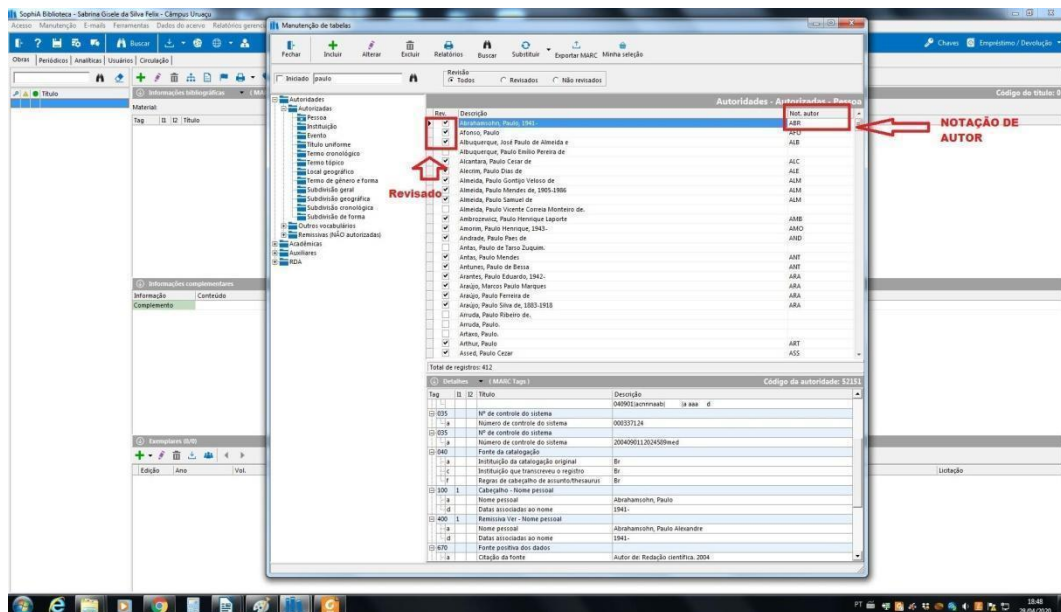 SophiA Biblioteca - Sabrina Gisele da Silva Felix - Câmpus Uruaçu
Acesso Manutenção E-mails Ferramentas Dados do acervo Relatórios gerenc
Manutenção de tabelas
Buscar
Chaves Empréstimo / Devolução
Fechar Incluir Alterar Excluir Relatórios Buscar Substituir Exportar MARC Minha seleção
Obras Periódicos Analíticas Usuários Circulação
Iniciado paulo
Revisão
Todos Revisados Não revisados
Título
Informações bibliográficas
Código do título: 0
Material:
Tag I1 I2 Título
Autoridades
Autorizadas
Pessoa
Instituição
Evento
Título uniforme
Termo cronológico
Termo tópico
Local geográfico
Termo de gênero e forma
Subdivisão geral
Subdivisão geográfica
Subdivisão cronológica
Subdivisão de forma
Outros vocabulários
Remissivas (NÃO autorizadas)
Acadêmicas
Auxiliares
RDA
Autoridades - Autorizadas - Pessoa
Rev. Descrição Not. autor
Abrahamsohn, Paulo, 1941- ABR
Afonso, Paulo AFO
Albuquerque, José Paulo de Almeida e ALB
Albuquerque, Paulo Emílio Pereira de
Alcantara, Paulo Cesar de ALC
Alecrim, Paulo Dias de ALE
Almeida, Paulo Gontijo Veloso de ALM
Almeida, Paulo Mendes de, 1905-1986 ALM
Almeida, Paulo Samuel de ALM
Almeida, Paulo Vicente Correia Monteiro de.
Ambrozewicz, Paulo Henrique Laporte AMB
Amorim, Paulo Henrique, 1943- AMO
Andrade, Paulo Paes de AND
Antas, Paulo de Tarso Zuquim.
Antas, Paulo Mendes ANT
Antunes, Paulo de Bessa ANT
Arantes, Paulo Eduardo, 1942- ARA
Araújo, Marcos Paulo Marques ARA
Araújo, Paulo Ferreira de ARA
Araújo, Paulo Silva de, 1883-1918 ARA
Arruda, Paulo Ribeiro de.
Arruda, Paulo.
Artaxo, Paulo.
Arthur, Paulo ART
Assed, Paulo Cezar ASS
NOTAÇÃO DE
AUTOR
Revisado
Total de registros: 412
Detalhes ( MARC Tags )
Código da autoridade: 52151
Tag I1 I2 Título Descrição
035 Nº de controle do sistema
a Número de controle do sistema 000337124
035 Nº de controle do sistema
a Número de controle do sistema 2004090112024589med
040 Fonte da catalogação
a Instituição da catalogação original Br
c Instituição que transcreveu o registro Br
f Regras de cabeçalho de assunto/thesaurus Br
100 1 Cabeçalho - Nome pessoal
a Nome pessoal Abrahamsohn, Paulo
d Datas associadas ao nome 1941-
400 1 Remissiva Ver - Nome pessoal
a Nome pessoal Abrahamsohn, Paulo Alexandre
d Datas associadas ao nome 1941-
670 Fonte positiva dos dados
a Citação da fonte Autor de: Redação científica. 2004
Informações complementares
Informação Conteúdo
Complemento
Exemplares (0/0)
Edição Ano Vol.
Licitação
PT
18:48